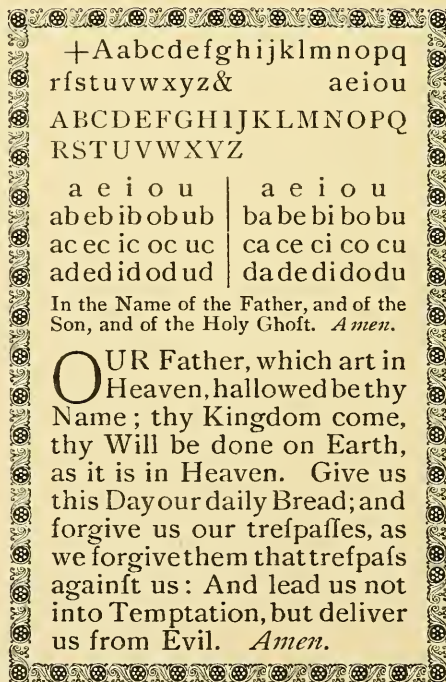 +Aabcdefghijklmnopq
rſstuvwxyz& aeiou
ABCDEFGHIJKLMNOPQ
RSTUVWXYZ
a e i o u | a e i o u
ab eb ib ob ub | ba be bi bo bu
ac ec ic oc uc | ca ce ci co cu
ad ed id od ud | da de di do du
In the Name of the Father, and of the
Son, and of the Holy Ghoſt. Amen.
OUR Father, which art in
Heaven, hallowed be thy
Name; thy Kingdom come,
thy Will be done on Earth,
as it is in Heaven. Give us
this Day our daily Bread; and
forgive us our treſpaſſes, as
we forgive them that treſpaſs
againſt us: And lead us not
into Temptation, but deliver
us from Evil. Amen.